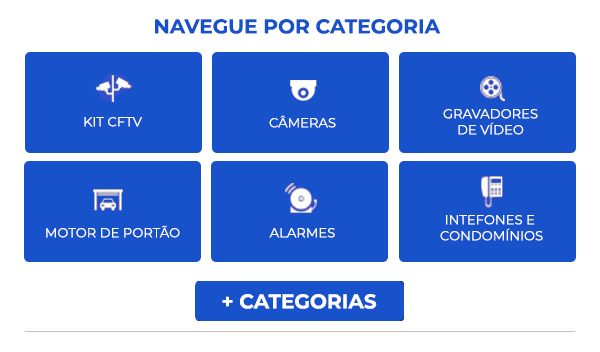 NAVEGUE POR CATEGORIA
KIT CFTV
CÂMERAS
GRAVADORES
DE VÍDEO
MOTOR DE PORTÃO
ALARMES
INTEFONES E
CONDOMÍNIOS
+ CATEGORIAS